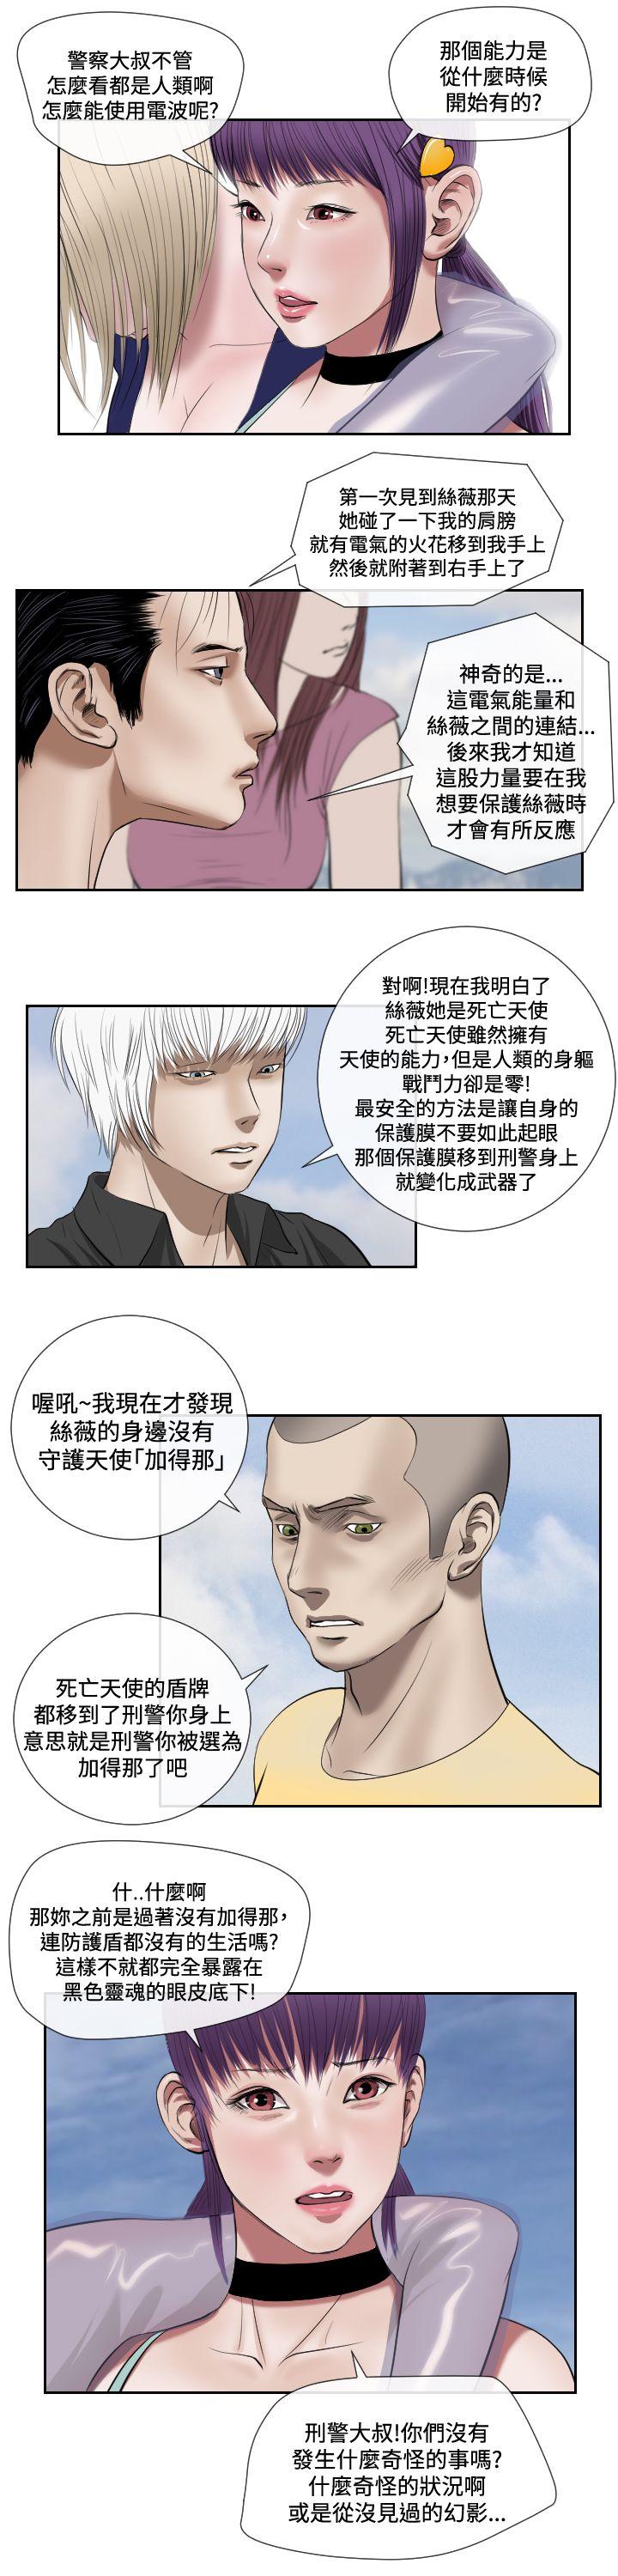 警察大叔不管
怎麼看都是人類啊
怎麼能使用電波呢?
那個能力是
從什麼時候
開始有的?
第一次見到絲薇那天
她碰了一下我的肩膀
就有電氣的火花移到我手上
然後就附著到右手上了
神奇的是...
這電氣能量和
絲薇之間的連結...
後來我才知道
這股力量要在我
想要保護絲薇時
才會有所反應
對啊!現在我明白了
絲薇她是死亡天使
死亡天使雖然擁有
天使的能力,但是人類的身軀
戰鬥力卻是零!
最安全的方法是讓自身的
保護膜不要如此起眼
那個保護膜移到刑警身上
就變化成武器了
喔吼~我現在才發現
絲薇的身邊沒有
守護天使「加得那」
死亡天使的盾牌
都移到了刑警你身上
意思就是刑警你被選為
加得那了吧
什..什麼啊
那妳之前是過著沒有加得那,
連防護盾都沒有的生活嗎?
這樣不就都完全暴露在
黑色靈魂的眼皮底下!
刑警大叔!你們沒有
發生什麼奇怪的事嗎?
什麼奇怪的狀況啊
或是從沒見過的幻影...